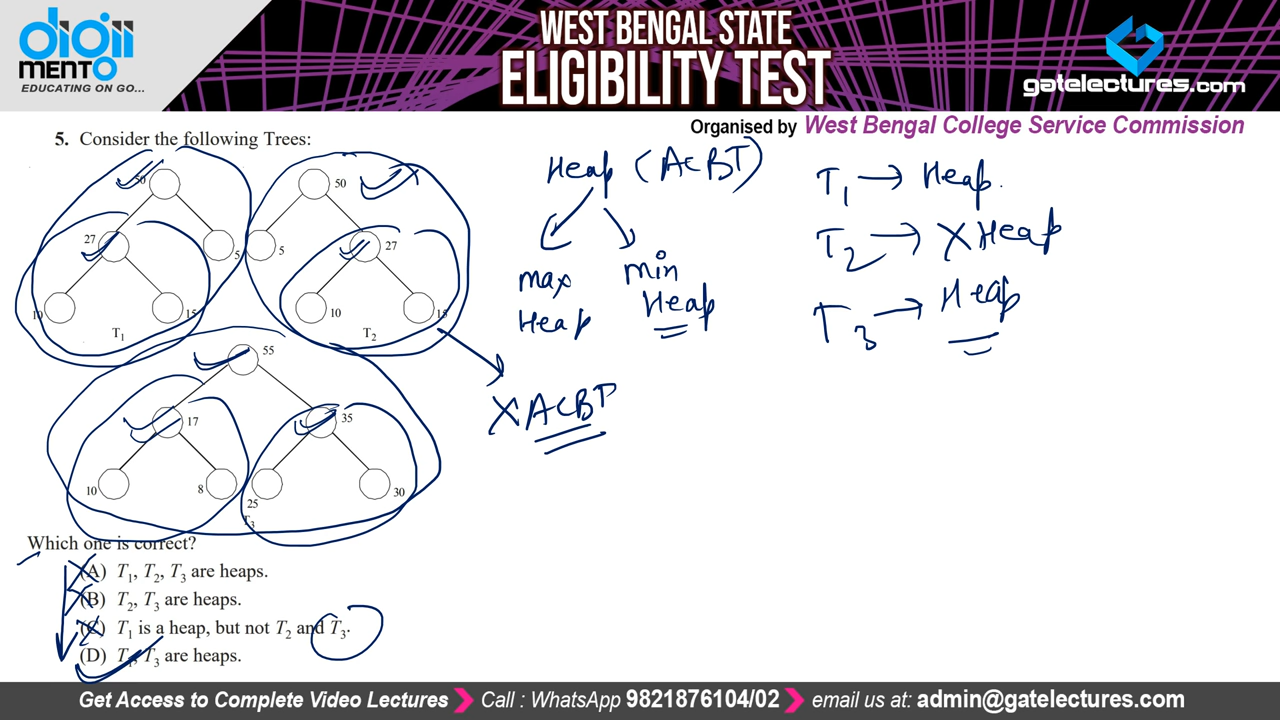 digii
MENTO
EDUCATING ON GO...
WEST BENGAL STATE
ELIGIBILITY TEST
gatelectures.com
Organised by West Bengal College Service Commission
5. Consider the following Trees:
50
27
5
10
15
T1
50
5
27
10
15
T2
55
17
35
10
8
25
30
T3
Heap (ACBT)
max
Heap
min
Heap
X ACBT
T1 → Heap.
T2 → X Heap
T3 → Heap
Which one is correct?
(A) T1, T2, T3 are heaps.
(B) T2, T3 are heaps.
(C) T1 is a heap, but not T2 and T3.
(D) T1, T3 are heaps.
Get Access to Complete Video Lectures
Call : WhatsApp 9821876104/02
email us at: admin@gatelectures.com